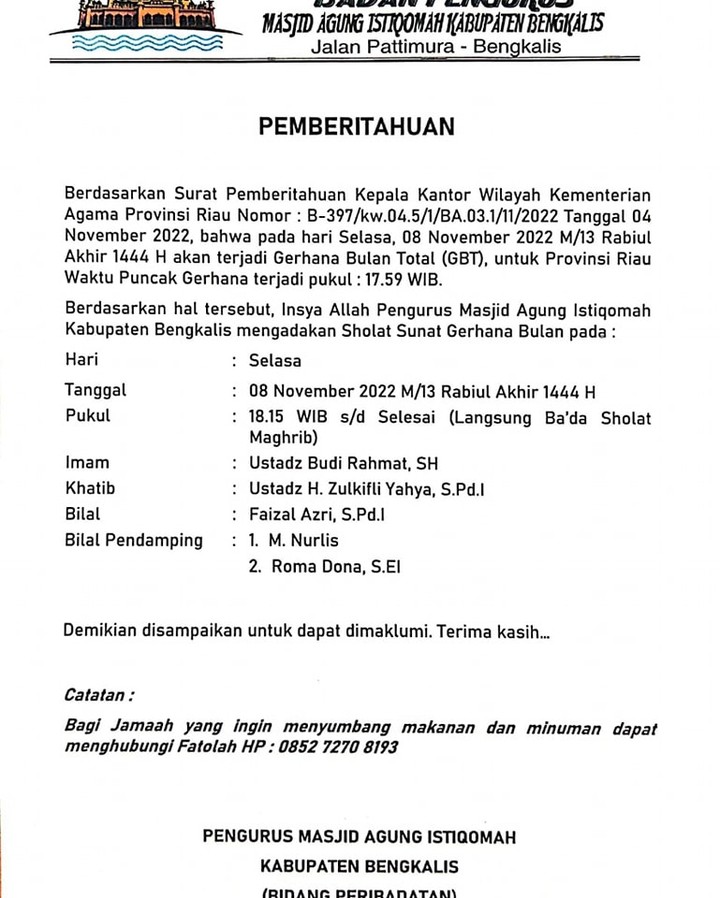 BADAN PENGURUS
MASJID AGUNG ISTIQOMAH KABUPATEN BENGKALIS
Jalan Pattimura - Bengkalis
PEMBERITAHUAN
Berdasarkan Surat Pemberitahuan Kepala Kantor Wilayah Kementerian
Agama Provinsi Riau Nomor : B-397/kw.04.5/1/BA.03.1/11/2022 Tanggal 04
November 2022, bahwa pada hari Selasa, 08 November 2022 M/13 Rabiul
Akhir 1444 H akan terjadi Gerhana Bulan Total (GBT), untuk Provinsi Riau
Waktu Puncak Gerhana terjadi pukul : 17.59 WIB.
Berdasarkan hal tersebut, Insya Allah Pengurus Masjid Agung Istiqomah
Kabupaten Bengkalis mengadakan Sholat Sunat Gerhana Bulan pada :
Hari : Selasa
Tanggal : 08 November 2022 M/13 Rabiul Akhir 1444 H
Pukul : 18.15 WIB s/d Selesai (Langsung Ba'da Sholat
Maghrib)
Imam : Ustadz Budi Rahmat, SH
Khatib : Ustadz H. Zulkifli Yahya, S.Pd.I
Bilal : Faizal Azri, S.Pd.I
Bilal Pendamping : 1. M. Nurlis
2. Roma Dona, S.EI
Demikian disampaikan untuk dapat dimaklumi. Terima kasih...
Catatan :
Bagi Jamaah yang ingin menyumbang makanan dan minuman dapat
menghubungi Fatolah HP : 0852 7270 8193
PENGURUS MASJID AGUNG ISTIQOMAH
KABUPATEN BENGKALIS
(BIDANG PERIBADATAN)